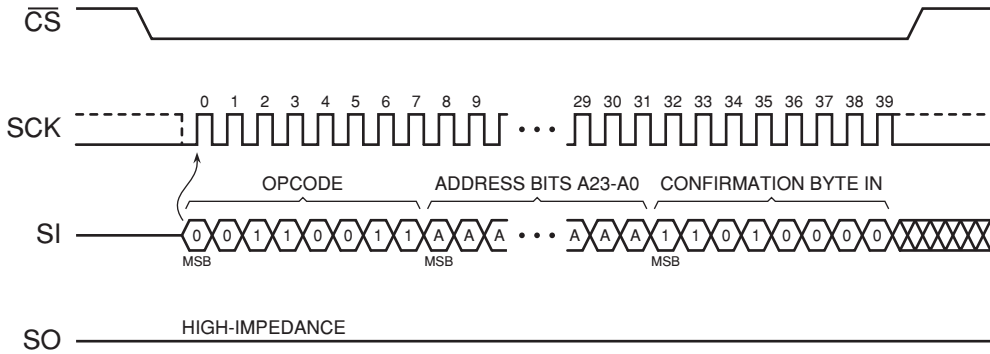 CS
0 1 2 3 4 5 6 7 8 9 29 30 31 32 33 34 35 36 37 38 39
SCK
OPCODE ADDRESS BITS A23-A0 CONFIRMATION BYTE IN
SI 0 0 1 1 0 0 1 1 A A A A A A 1 1 0 1 0 0 0 0
MSB MSB MSB
HIGH-IMPEDANCE
SO